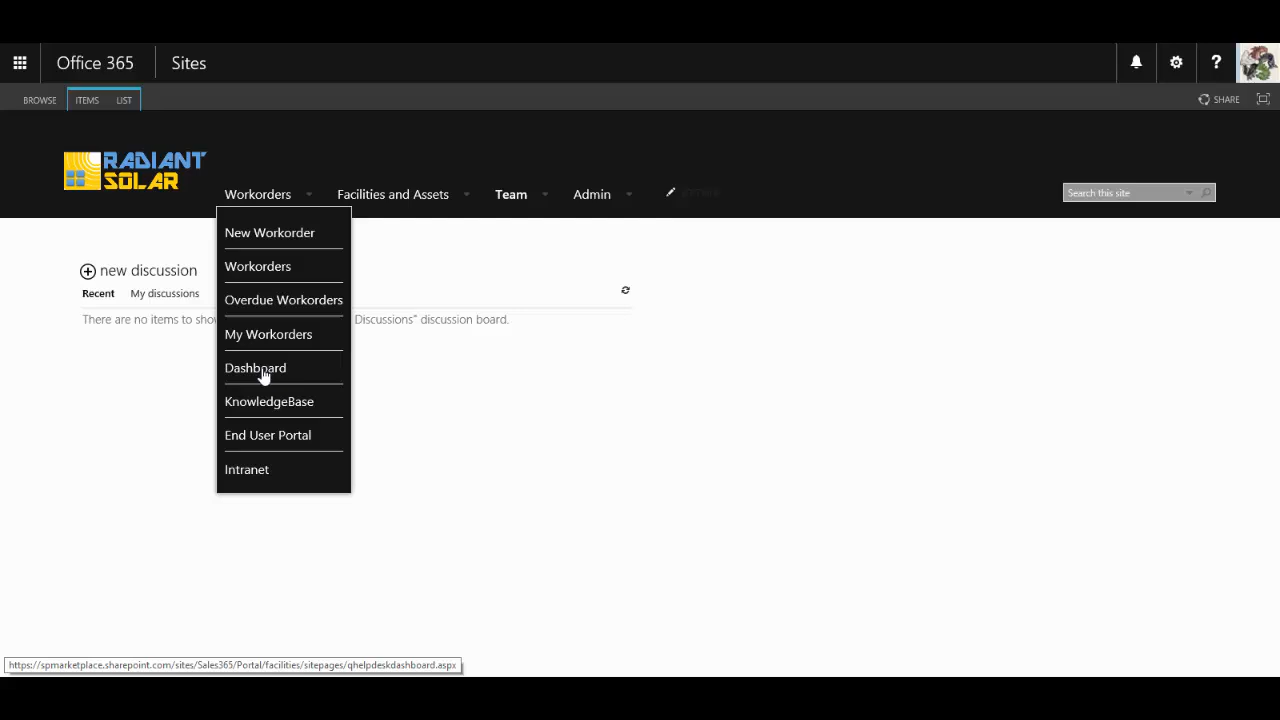 Office 365 Sites ?
BROWSE ITEMS LIST SHARE
RADIANT
SOLAR
Workorders Facilities and Assets Team Admin
Search this site
New Workorder
Workorders
Overdue Workorders
My Workorders
Dashboard
KnowledgeBase
End User Portal
Intranet
new discussion
Recent My discussions
There are no items to show Discussions" discussion board.
https://spmarketplace.sharepoint.com/sites/Sales365/Portal/facilities/sitepages/qhelpdeskdashboard.aspx